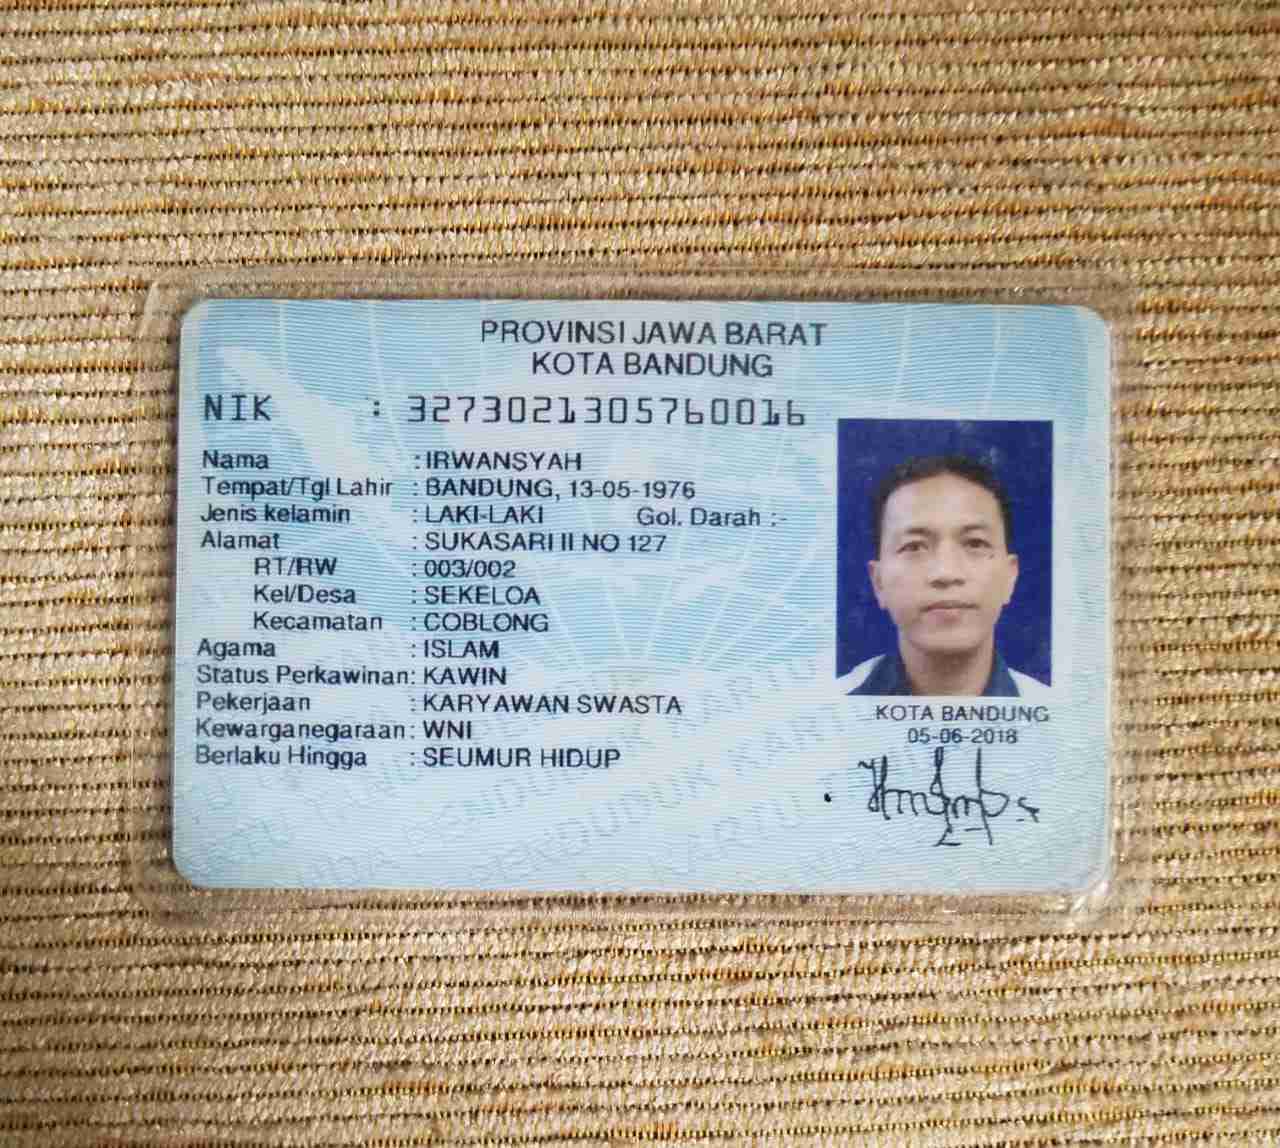 PROVINSI JAWA BARAT
KOTA BANDUNG
NIK : 3273021305760016
Nama : IRWANSYAH
Tempat/Tgl Lahir : BANDUNG, 13-05-1976
Jenis kelamin : LAKI-LAKI Gol. Darah :-
Alamat : SUKASARI II NO 127
RT/RW : 003/002
Kel/Desa : SEKELOA
Kecamatan : COBLONG
Agama : ISLAM
Status Perkawinan: KAWIN
Pekerjaan : KARYAWAN SWASTA
Kewarganegaraan: WNI
Berlaku Hingga : SEUMUR HIDUP
KOTA BANDUNG
05-06-2018